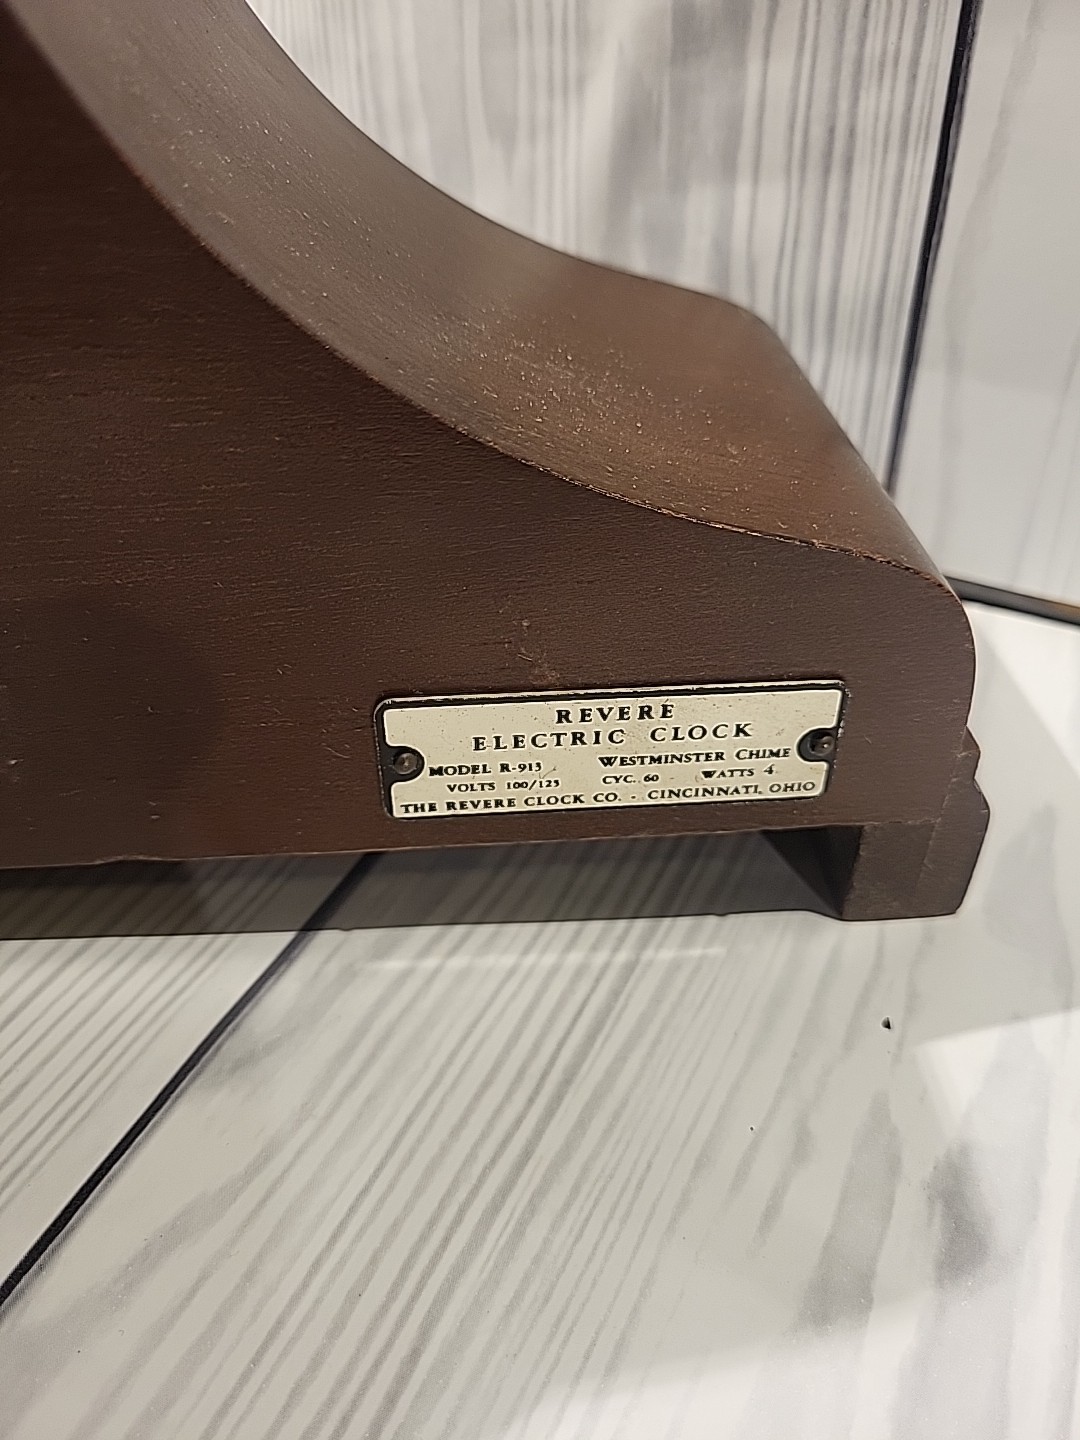 REVERE
ELECTRIC CLOCK
MODEL R-913 WESTMINSTER CHIME
VOLTS 100/125 CYC. 60 WATTS 4
THE REVERE CLOCK CO. - CINCINNATI, OHIO